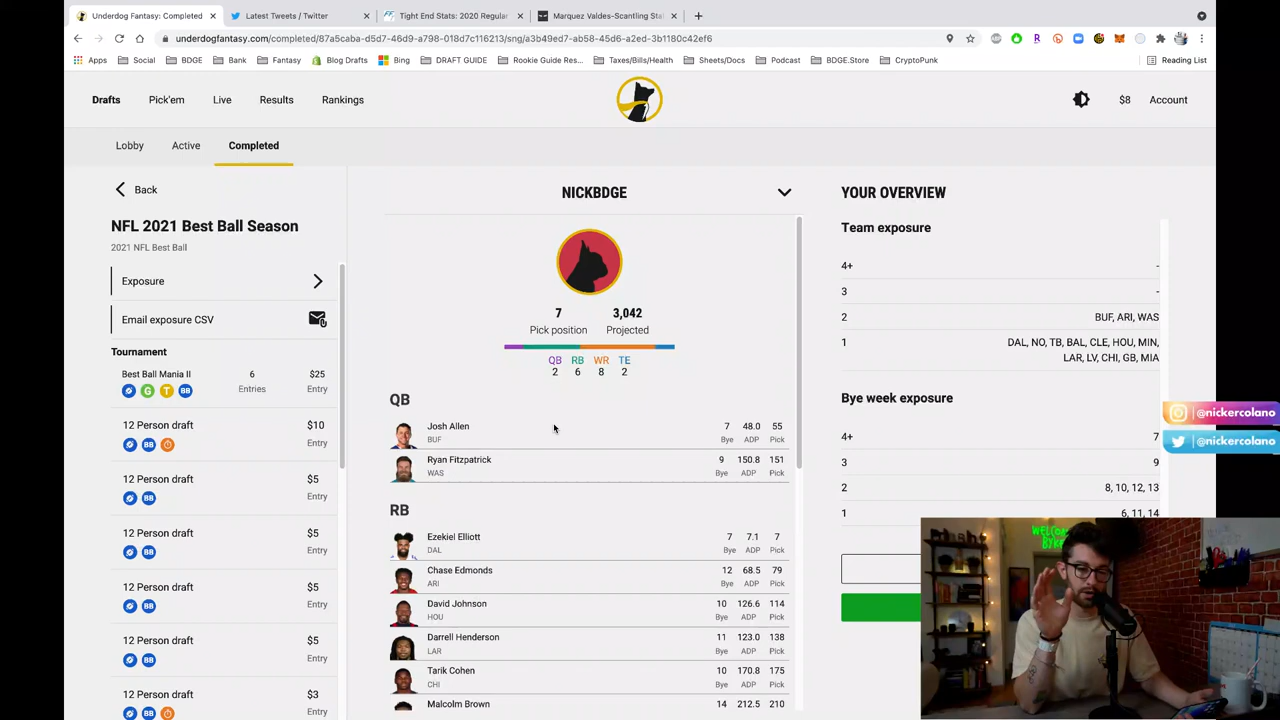 Underdog Fantasy: Completed
Latest Tweets / Twitter
Tight End Stats: 2020 Regular
Marquez Valdes-Scantling Sta
underdogfantasy.com/completed/87a5caba-d5d7-46d9-a798-018d7c116213/sng/a3b49ed7-ab58-45d6-a2ed-3b1180c42ef6
Apps
Social
BDGE
Bank
Fantasy
Blog Drafts
Bing
DRAFT GUIDE
Rookie Guide Res...
Taxes/Bills/Health
Sheets/Docs
Podcast
BDGE.Store
CryptoPunk
Reading List
Drafts
Pick'em
Live
Results
Rankings
$8
Account
Lobby
Active
Completed
Back
NFL 2021 Best Ball Season
2021 NFL Best Ball
Exposure
Email exposure CSV
Tournament
Best Ball Mania II 6 $25
G T BB Entries Entry
12 Person draft $10
BB Entry
12 Person draft $5
BB Entry
12 Person draft $5
BB Entry
12 Person draft $5
BB Entry
12 Person draft $5
BB Entry
12 Person draft $3
BB Entry
NICKBDGE
7 3,042
Pick position Projected
QB RB WR TE
2 6 8 2
QB
Josh Allen 7 48.0 55
BUF Bye ADP Pick
Ryan Fitzpatrick 9 150.8 151
WAS Bye ADP Pick
RB
Ezekiel Elliott 7 7.1 7
DAL Bye ADP Pick
Chase Edmonds 12 68.5 79
ARI Bye ADP Pick
David Johnson 10 126.6 114
HOU Bye ADP Pick
Darrell Henderson 11 123.0 138
LAR Bye ADP Pick
Tarik Cohen 10 170.8 175
CHI Bye ADP Pick
Malcolm Brown 14 212.5 210
YOUR OVERVIEW
Team exposure
4+ -
3 -
2 BUF, ARI, WAS
1 DAL, NO, TB, BAL, CLE, HOU, MIN,
LAR, LV, CHI, GB, MIA
Bye week exposure
4+ 7
3 9
2 8, 10, 12, 13
1 6, 11, 14
@nickercolano
@nickercolano